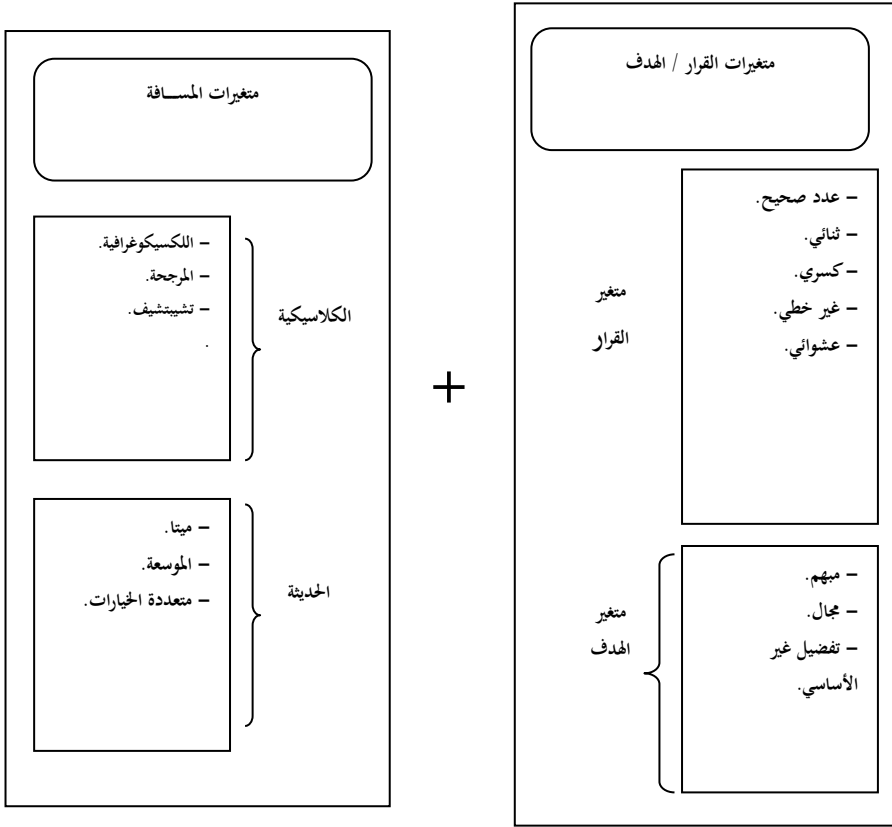 متغيرات القرار / الهدف
– عدد صحيح.
– ثنائي.
– كسري.
– غير خطي.
– عشوائي.
متغير
القرار
– مبهم.
– مجال.
– تفضيل غير
الأساسي.
متغير
الهدف
+
متغيرات المســافة
– اللكسيكوغرافية.
– المرجحة.
– تشيبتشيف.
.
الكلاسيكية
– ميتا.
– الموسعة.
– متعددة الخيارات.
الحديثة